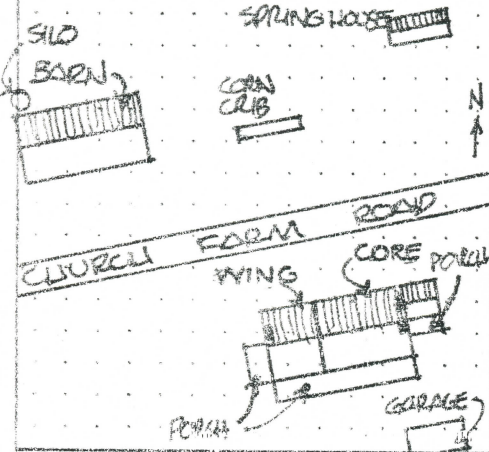 SPRING HOUSE
SILO
BARN
CORN
CRIB
N
CHURCH FARM ROAD
WING
CORE
PORCH
PORCH
GARAGE